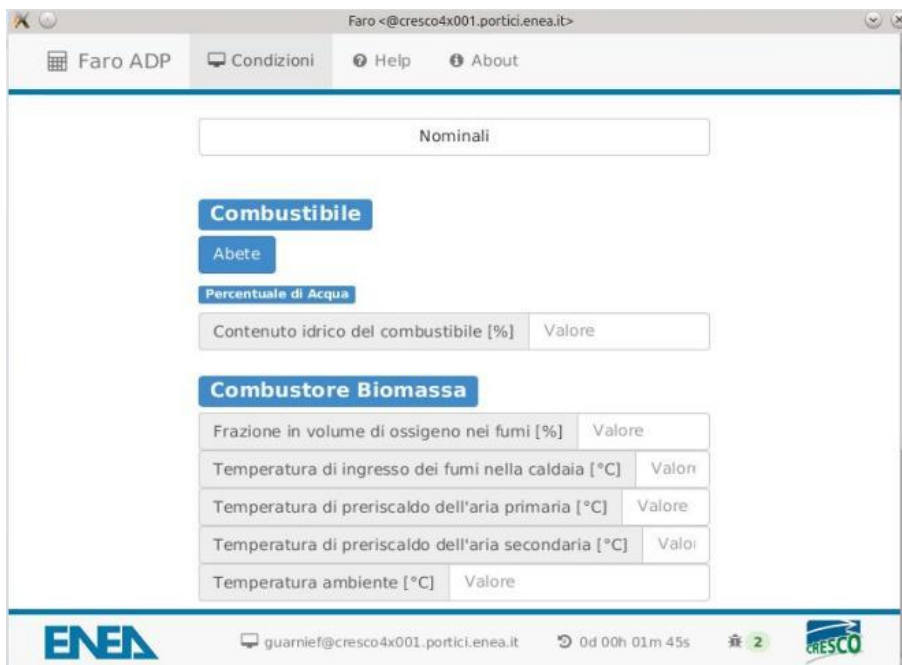 Faro <@cresco4x001.portici.enea.it>
Faro ADP Condizioni Help About
Nominali
Combustibile
Abete
Percentuale di Acqua
Contenuto idrico del combustibile [%] Valore
Combustore Biomassa
Frazione in volume di ossigeno nei fumi [%] Valore
Temperatura di ingresso dei fumi nella caldaia [°C] Valore
Temperatura di preriscaldo dell'aria primaria [°C] Valore
Temperatura di preriscaldo dell'aria secondaria [°C] Valo
Temperatura ambiente [°C] Valore
ENEA guarnief@cresco4x001.portici.enea.it 0d 00h 01m 45s 2 CRESCO